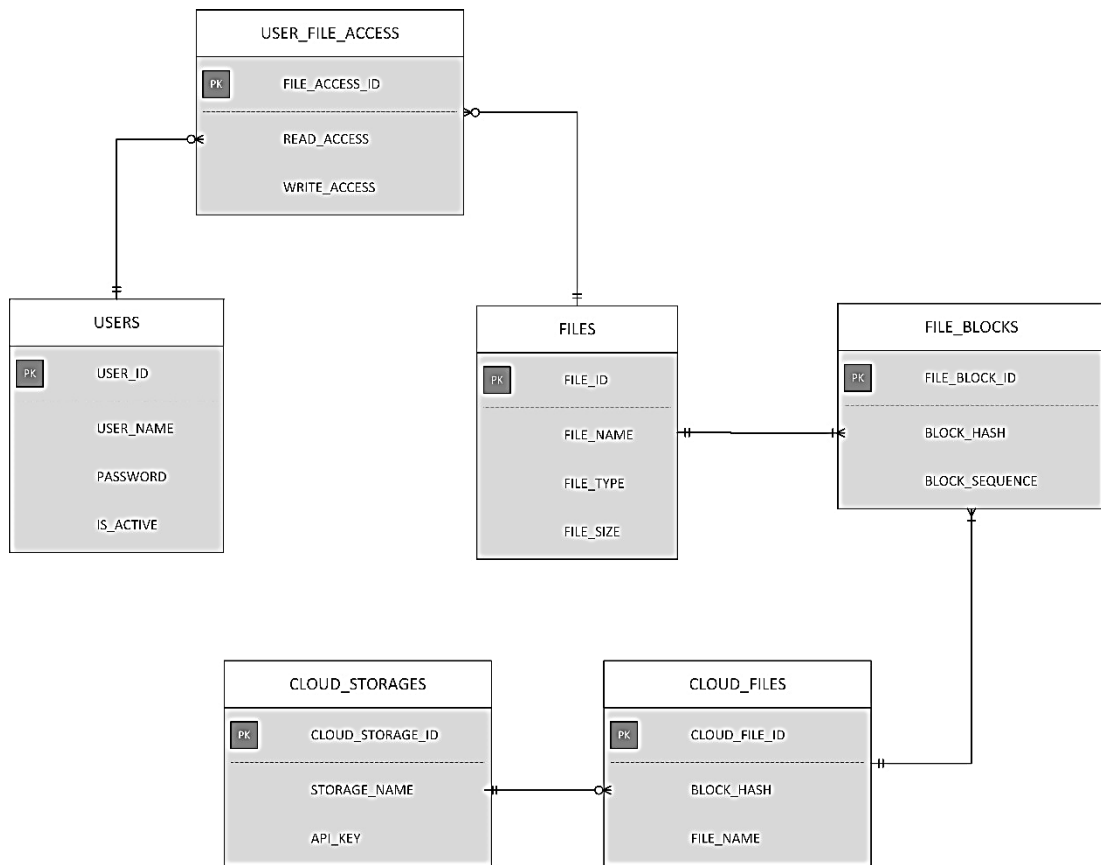 USER_FILE_ACCESS
PK FILE_ACCESS_ID
READ_ACCESS
WRITE_ACCESS
USERS
PK USER_ID
USER_NAME
PASSWORD
IS_ACTIVE
FILES
PK FILE_ID
FILE_NAME
FILE_TYPE
FILE_SIZE
FILE_BLOCKS
PK FILE_BLOCK_ID
BLOCK_HASH
BLOCK_SEQUENCE
CLOUD_STORAGES
PK CLOUD_STORAGE_ID
STORAGE_NAME
API_KEY
CLOUD_FILES
PK CLOUD_FILE_ID
BLOCK_HASH
FILE_NAME